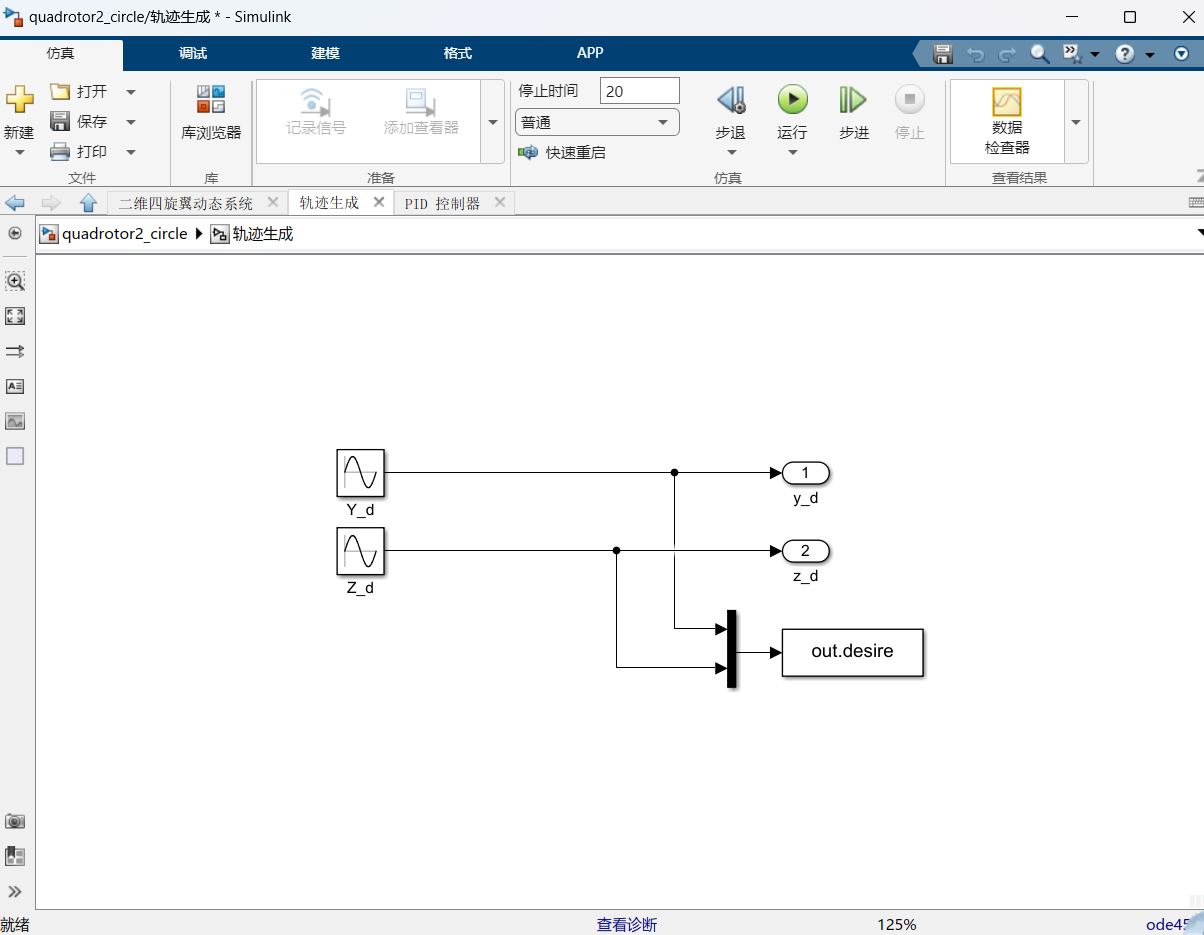 quadrotor2_circle/轨迹生成 * - Simulink
仿真 调试 建模 格式 APP
新建
打开
保存
打印
文件
库浏览器
库
记录信号
添加查看器
准备
停止时间 20
普通
快速重启
步退
运行
步进
停止
仿真
数据
检查器
查看结果
二维四旋翼动态系统 轨迹生成 PID 控制器
quadrotor2_circle 轨迹生成
Y_d
1
y_d
Z_d
2
z_d
out.desire
就绪 查看诊断 125% ode45